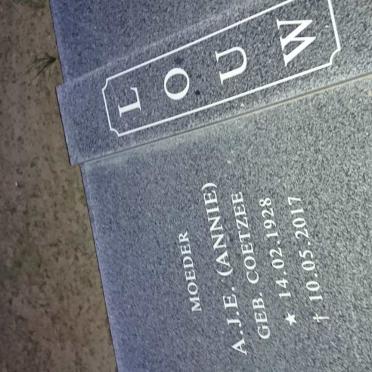 LOUW
MOEDER
A.J.E. (ANNIE)
GEB. COETZEE
★ 14.02.1928
† 10.05.2017